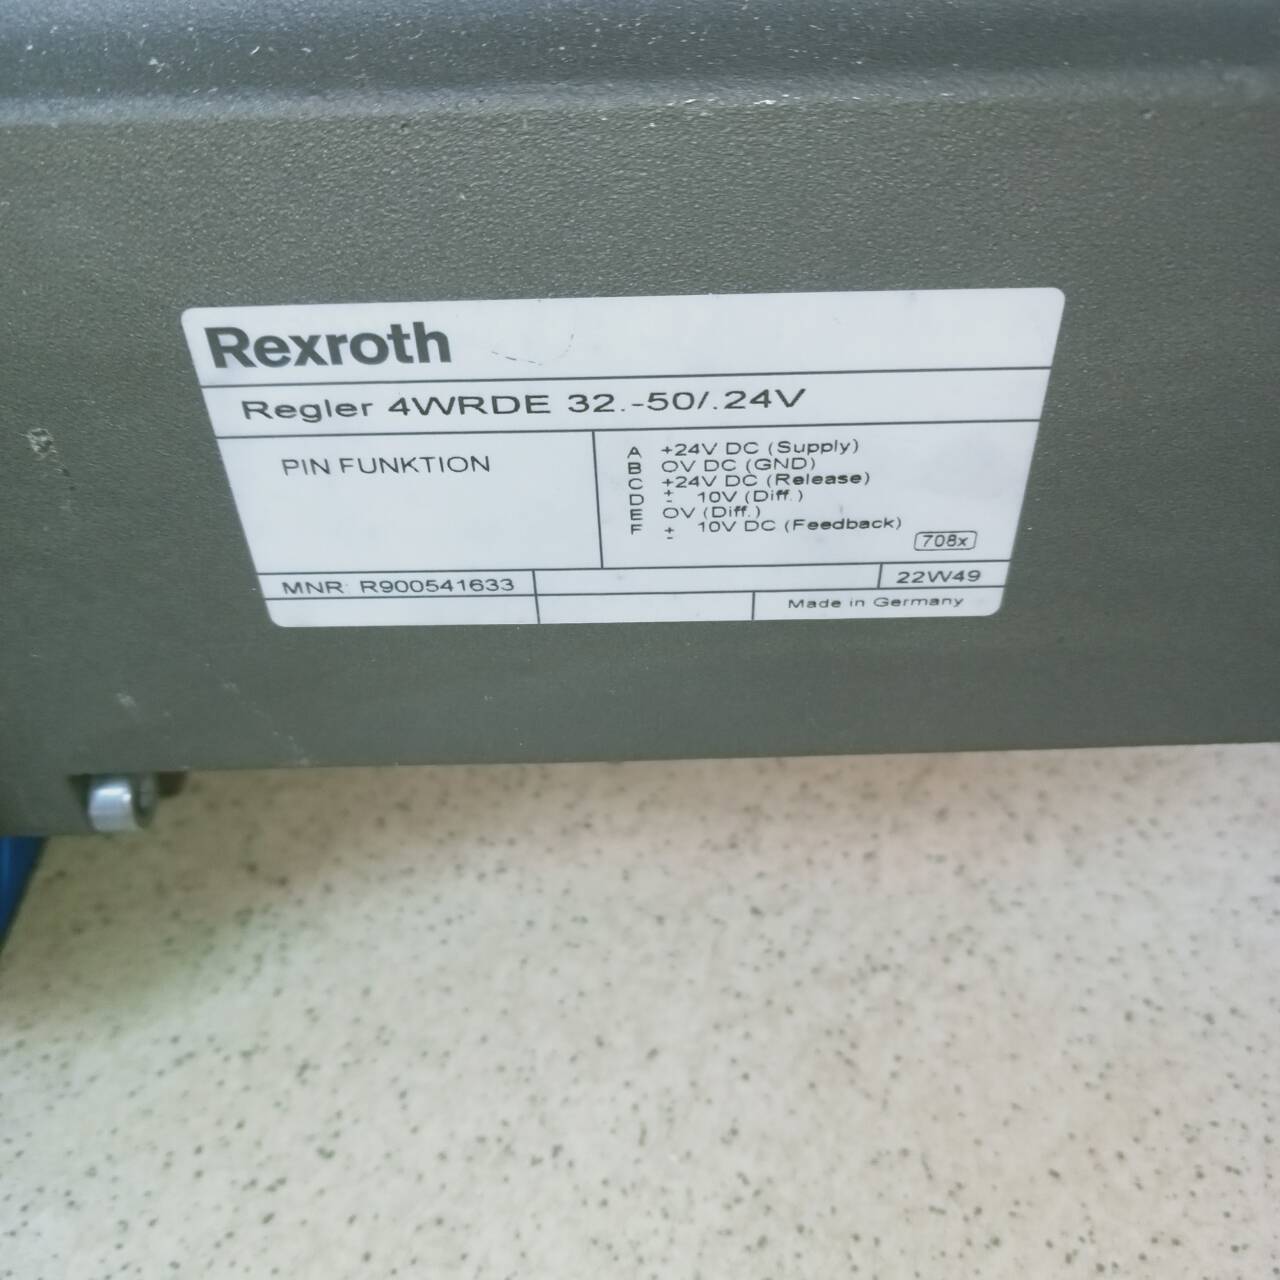 Rexroth
Regler 4WRDE 32.-50/.24V
PIN FUNKTION
A +24V DC (Supply)
B 0V DC (GND)
C +24V DC (Release)
D ± 10V (Diff.)
E 0V (Diff.)
F ± 10V DC (Feedback)
708x
MNR: R900541633
22W49
Made in Germany